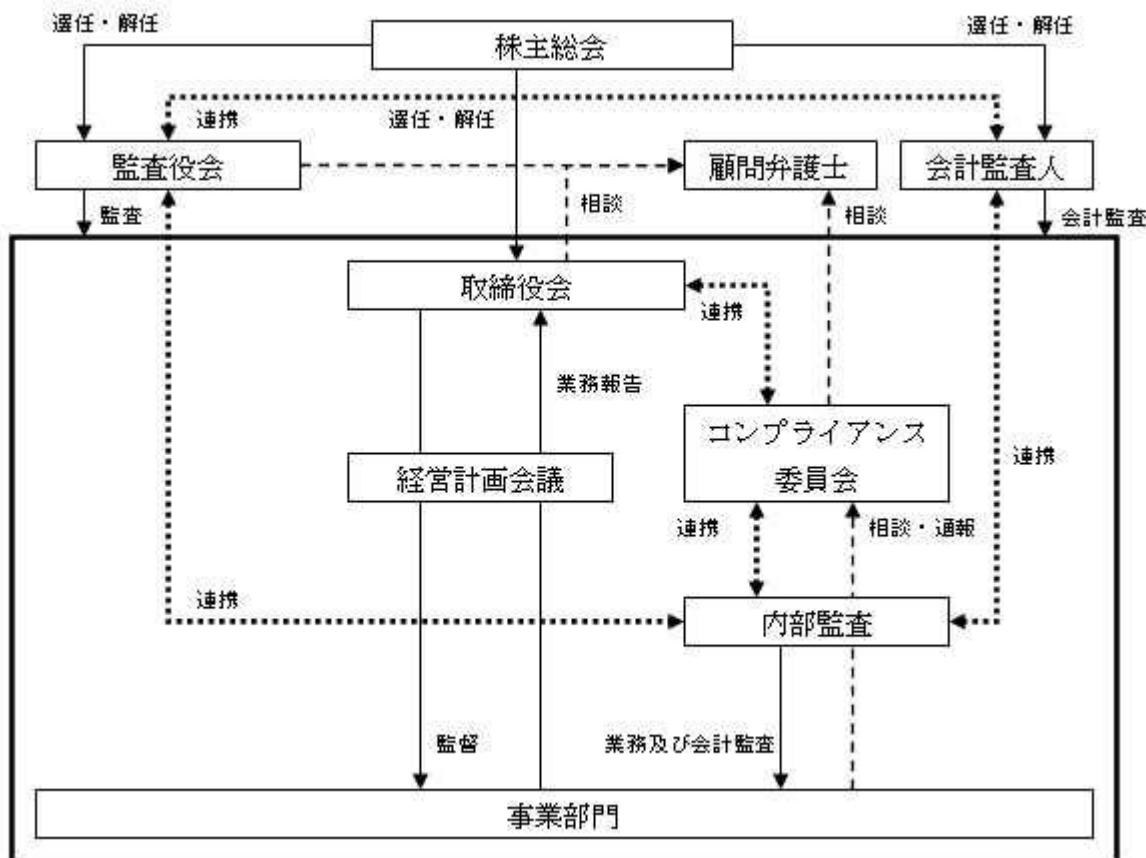 選任・解任
株主総会
選任・解任
連携
選任・解任
監査役会
顧問弁護士
会計監査人
監査
相談
相談
会計監査
取締役会
連携
業務報告
コンプライアンス
委員会
経営計画会議
連携
連携
相談・通報
連携
内部監査
監督
業務及び会計監査
事業部門